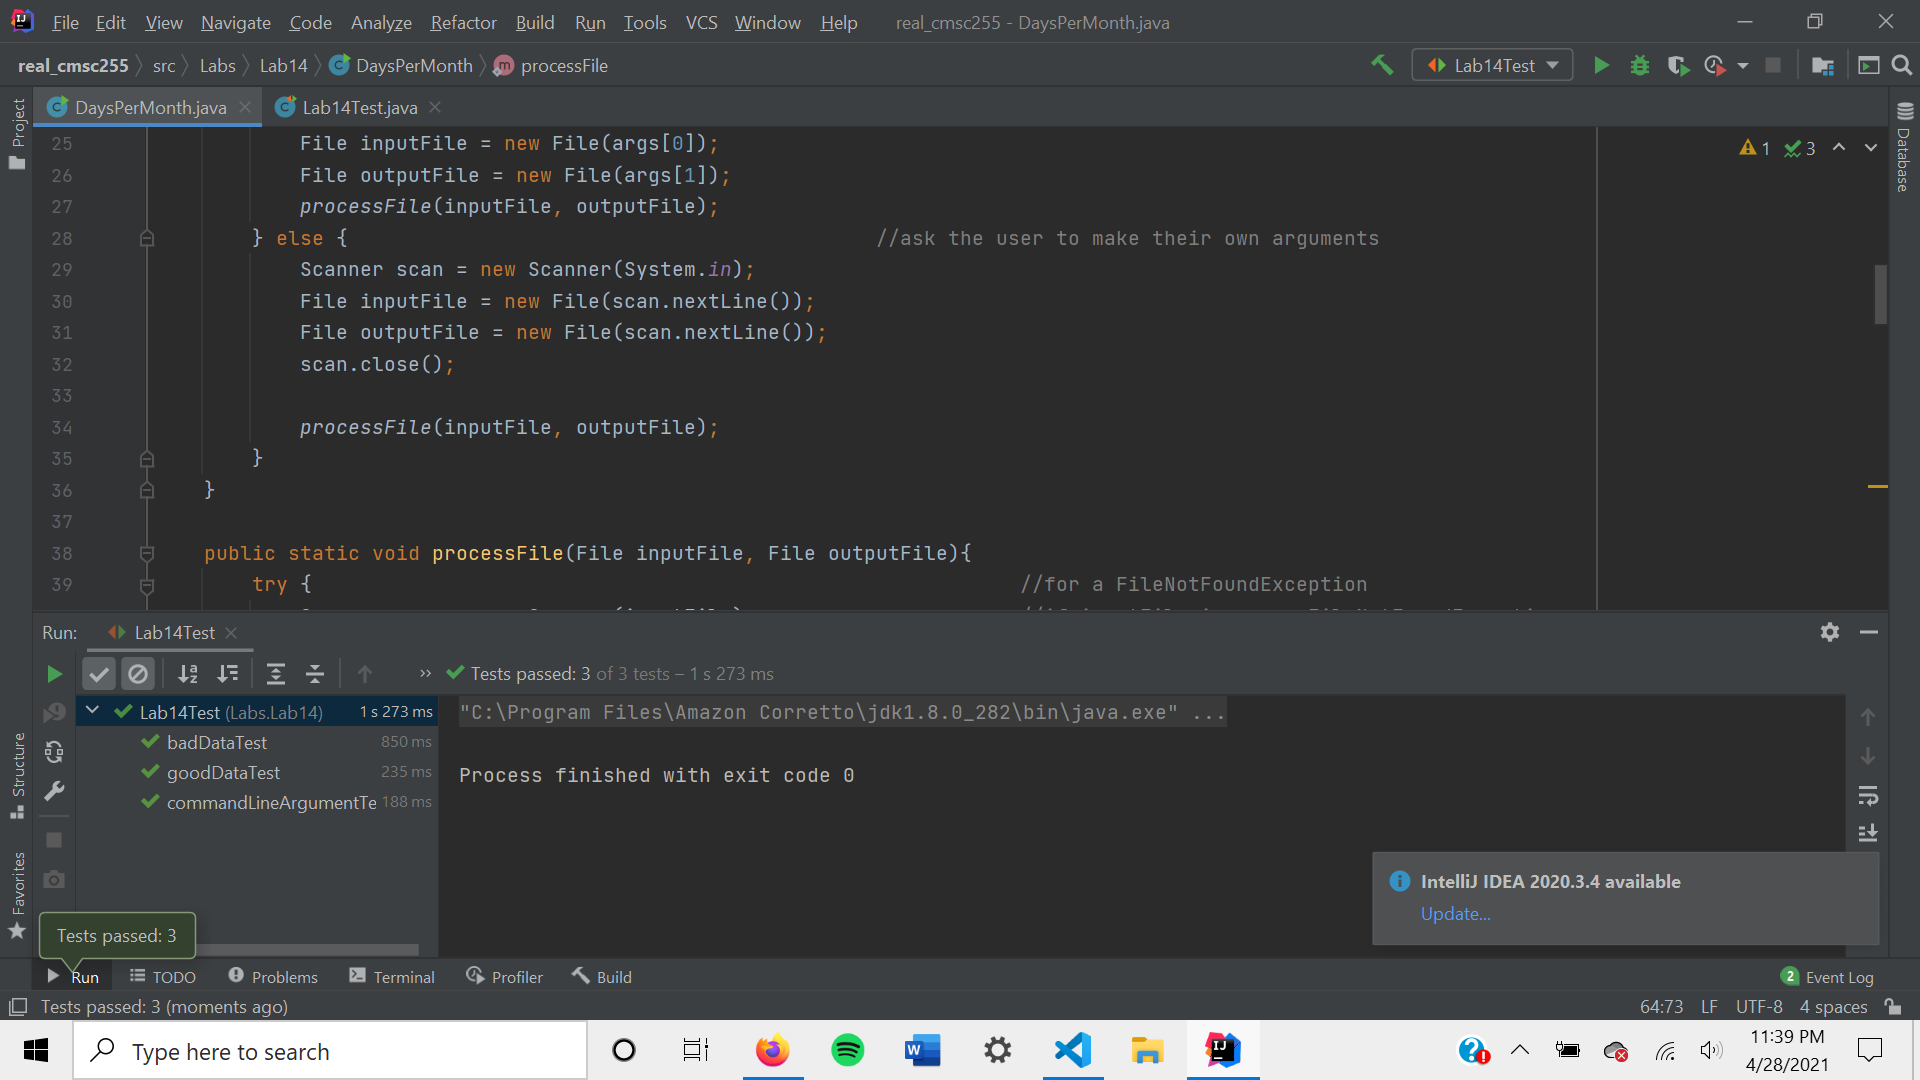 File Edit View Navigate Code Analyze Refactor Build Run Tools VCS Window Help real_cmsc255 - DaysPerMonth.java
real_cmsc255 src Labs Lab14 DaysPerMonth processFile Lab14Test
DaysPerMonth.java Lab14Test.java
Project
Database
1 3
25 File inputFile = new File(args[0]);
26 File outputFile = new File(args[1]);
27 processFile(inputFile, outputFile);
28 } else { //ask the user to make their own arguments
29 Scanner scan = new Scanner(System.in);
30 File inputFile = new File(scan.nextLine());
31 File outputFile = new File(scan.nextLine());
32 scan.close();
33
34 processFile(inputFile, outputFile);
35 }
36 }
37
38 public static void processFile(File inputFile, File outputFile){
39 try { //for a FileNotFoundException
Run: Lab14Test
Tests passed: 3 of 3 tests – 1 s 273 ms
Lab14Test (Labs.Lab14) 1 s 273 ms
badDataTest 850 ms
goodDataTest 235 ms
commandLineArgumentTe 188 ms
"C:\Program Files\Amazon Corretto\jdk1.8.0_282\bin\java.exe" ...
Process finished with exit code 0
Structure
Favorites
IntelliJ IDEA 2020.3.4 available
Update...
Tests passed: 3
Run TODO Problems Terminal Profiler Build 2 Event Log
Tests passed: 3 (moments ago) 64:73 LF UTF-8 4 spaces
Type here to search
11:39 PM
4/28/2021